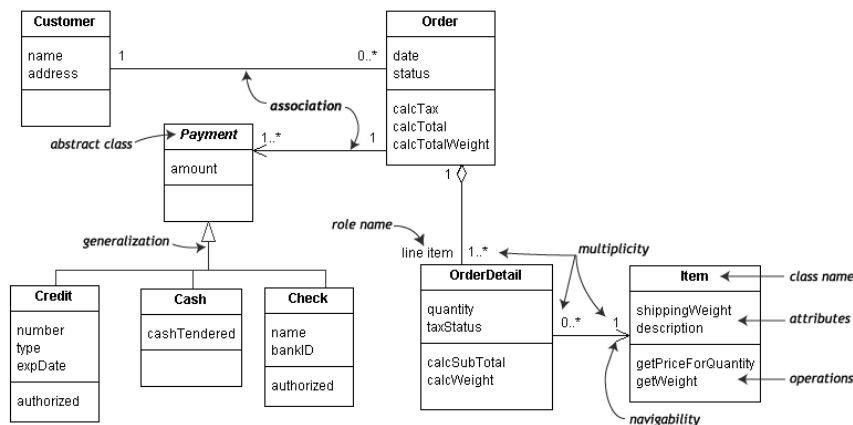 Customer
name
address
1
0..*
Order
date
status
calcTax
calcTotal
calcTotalWeight
association
abstract class
Payment
amount
1..*
1
1
generalization
role name
line item
1..*
multiplicity
Credit
number
type
expDate
authorized
Cash
cashTendered
Check
name
bankID
authorized
OrderDetail
quantity
taxStatus
calcSubTotal
calcWeight
0..*
1
Item
shippingWeight
description
getPriceForQuantity
getWeight
class name
attributes
operations
navigability